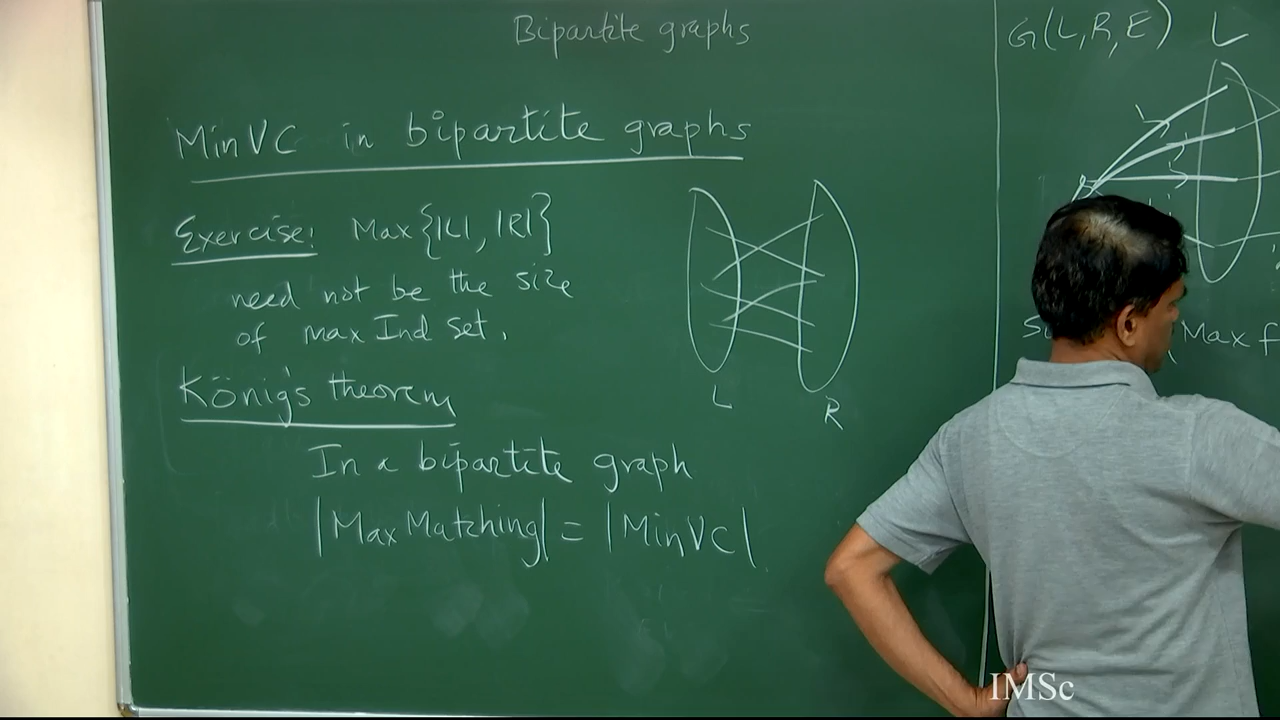 Bipartite graphs
MinVC in bipartite graphs
Exercise: Max{|L|, |R|}
need not be the size
of max Ind set.
König's theorem
In a bipartite graph
|Max Matching| = |MinVC|
L
R
G(L,R,E) L
Max f
IMSc